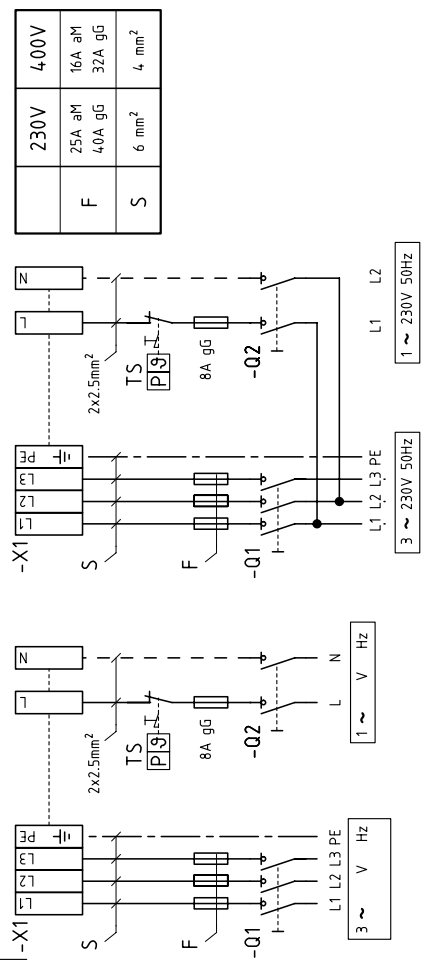 230V 400V
F 25A aM 16A aM
40A gG 32A gG
S 6 mm² 4 mm²
-X1 L1 L2 L3 PE L N
S 2x2.5mm²
TS
P ϑ
F 8A gG
-Q1 -Q2
L1 L2 L3 PE L N
3 ~ V Hz 1 ~ V Hz
-X1 L1 L2 L3 PE L N
S 2x2.5mm²
TS
P ϑ
F 8A gG
-Q1 -Q2
L1 L2 L3 PE L1 L2
3 ~ 230V 50Hz 1 ~ 230V 50Hz